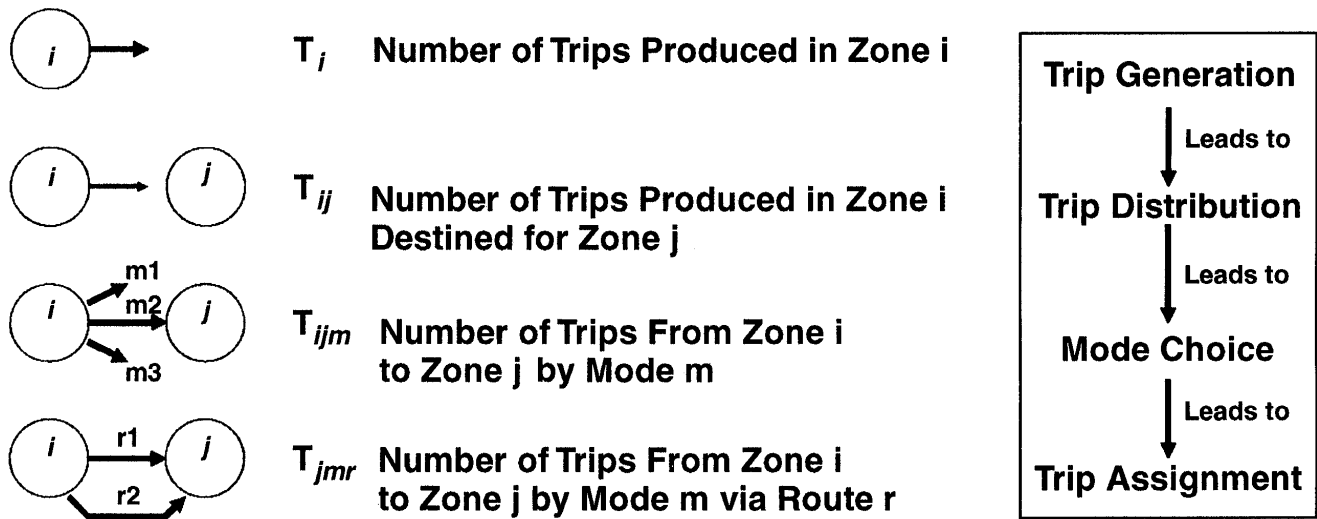 i
T i Number of Trips Produced in Zone i
i j
T ij Number of Trips Produced in Zone i
Destined for Zone j
m1
i m2 j
m3
T ijm Number of Trips From Zone i
to Zone j by Mode m
i r1 j
r2
T jmr Number of Trips From Zone i
to Zone j by Mode m via Route r
Trip Generation
Leads to
Trip Distribution
Leads to
Mode Choice
Leads to
Trip Assignment